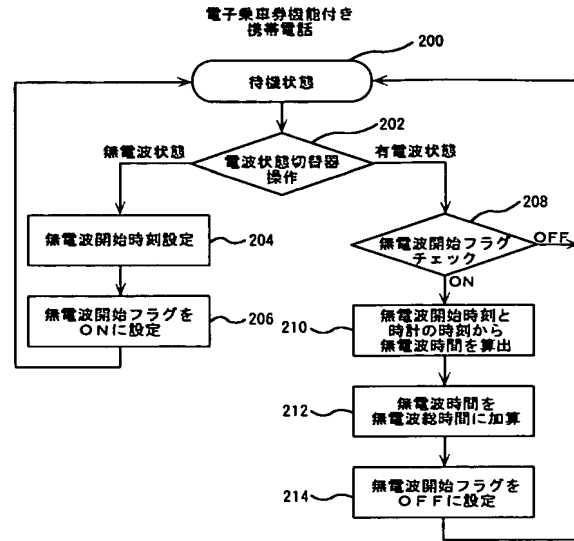 電子乗車券機能付き
携帯電話
200
待機状態
202
無電波状態
電波状態切替器
操作
有電波状態
208
無電波開始時刻設定
204
無電波開始フラグ
チェック
OFF
ON
無電波開始フラグを
ONに設定
206
210
無電波開始時刻と
時計の時刻から
無電波時間を算出
212
無電波時間を
無電波総時間に加算
214
無電波開始フラグを
OFFに設定